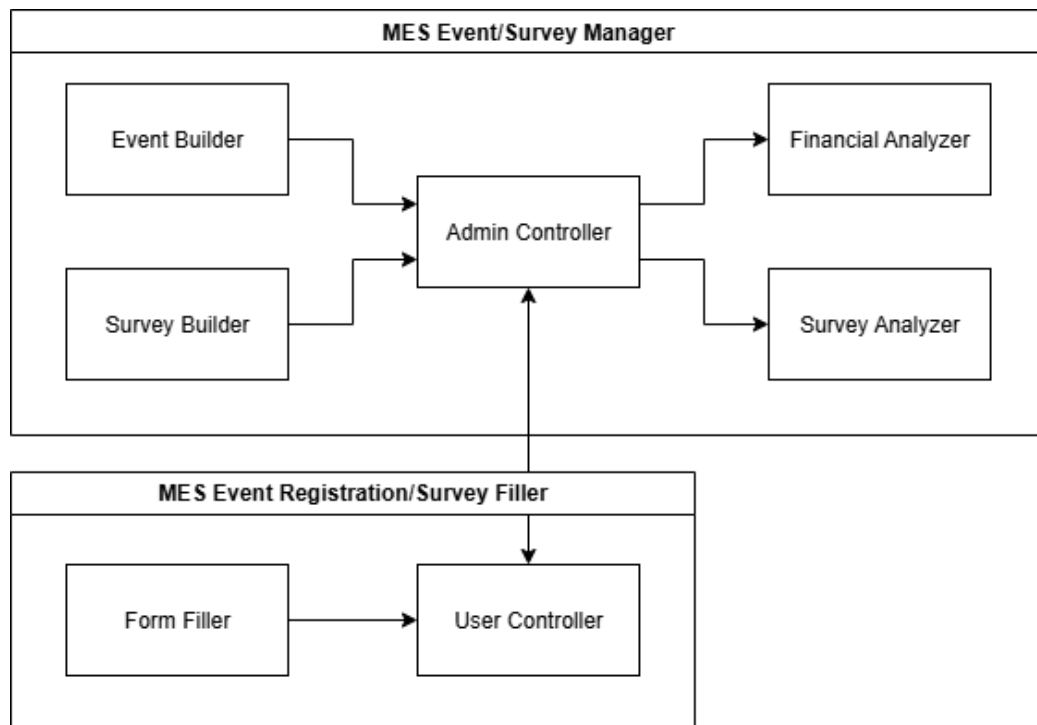 MES Event/Survey Manager
Event Builder
Financial Analyzer
Admin Controller
Survey Builder
Survey Analyzer
MES Event Registration/Survey Filler
Form Filler
User Controller